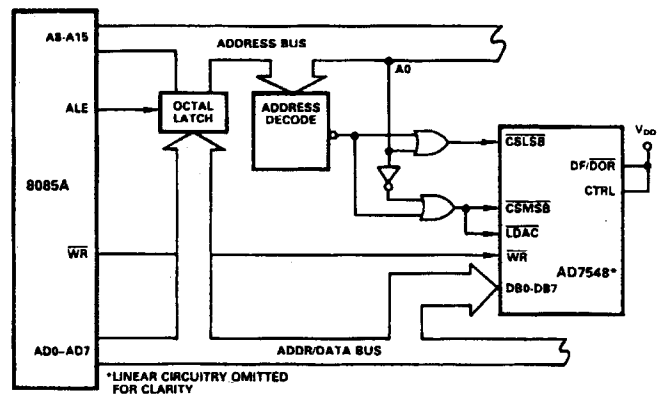 A8-A15
ADDRESS BUS
A0
ALE
OCTAL
LATCH
ADDRESS
DECODE
CSLSB
VDD
DF/DOR
CTRL
8085A
CSMSB
LDAC
WR
WR
AD7548*
DB0-DB7
AD0–AD7
ADDR/DATA BUS
*LINEAR CIRCUITRY OMITTED
FOR CLARITY